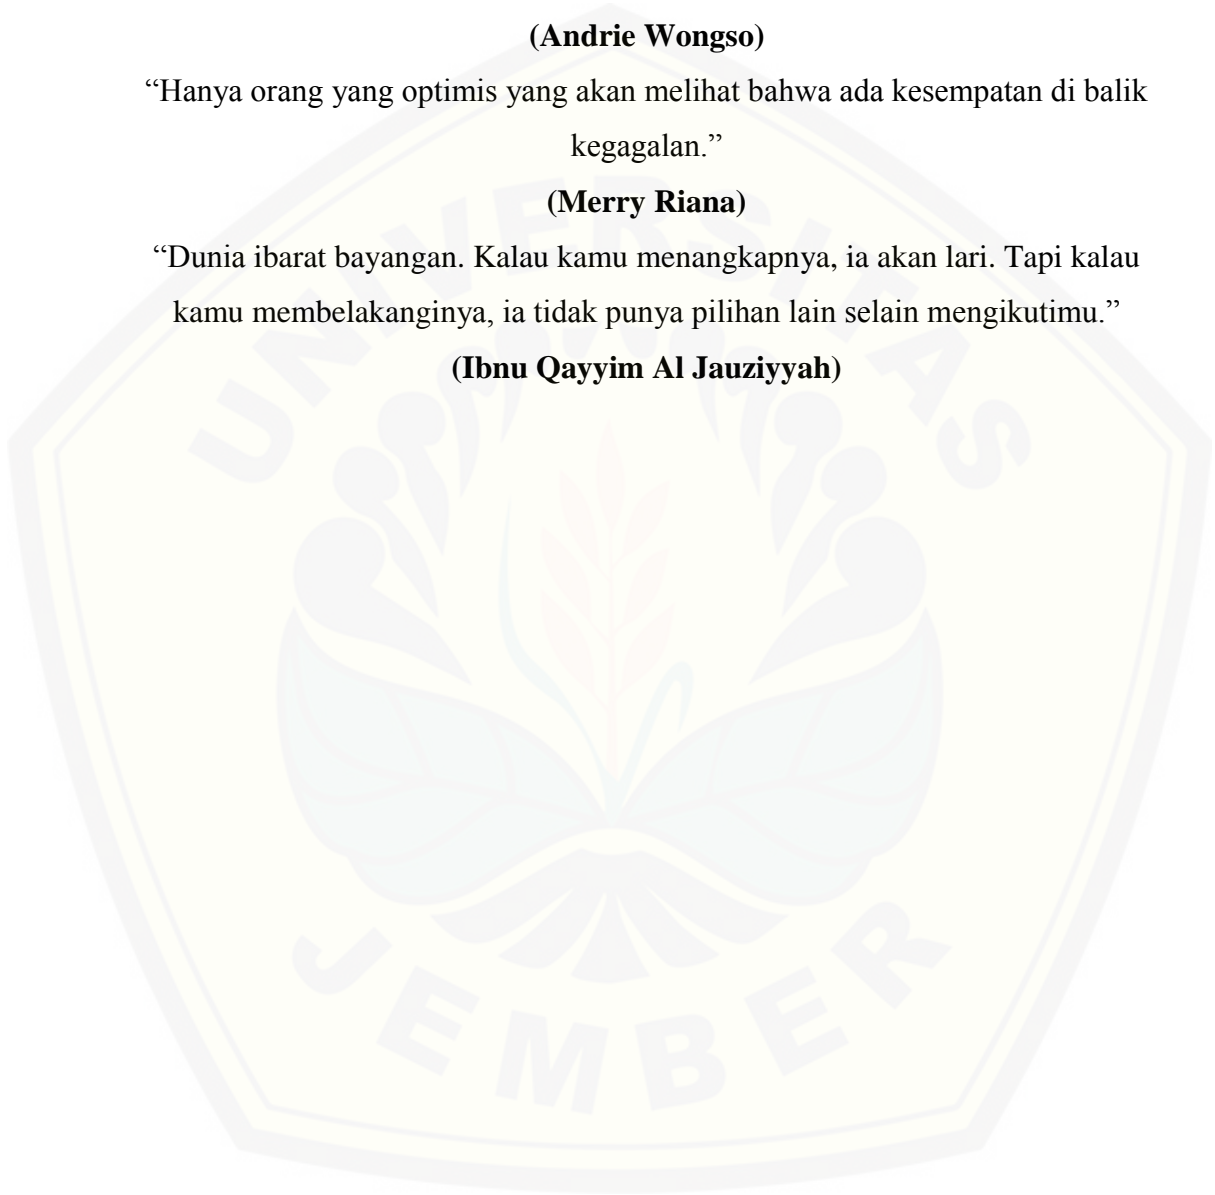 (Andrie Wongso)
“Hanya orang yang optimis yang akan melihat bahwa ada kesempatan di balik
kegagalan.”
(Merry Riana)
“Dunia ibarat bayangan. Kalau kamu menangkapnya, ia akan lari. Tapi kalau
kamu membelakanginya, ia tidak punya pilihan lain selain mengikutimu.”
(Ibnu Qayyim Al Jauziyyah)
UNIVERSITAS
JEMBER